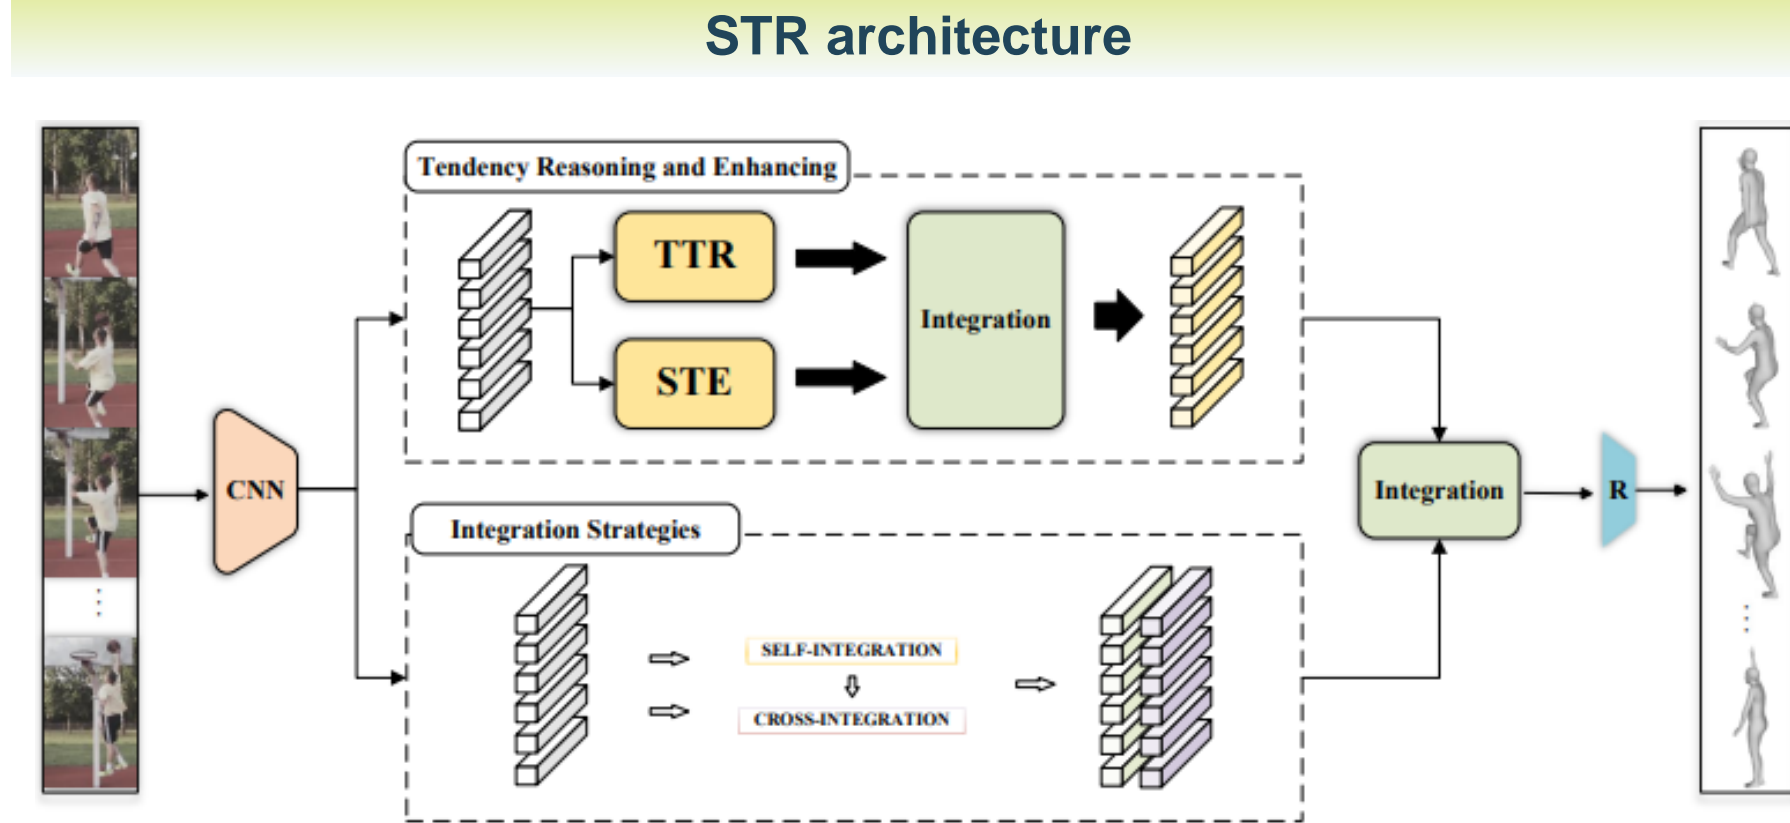 STR architecture
Tendency Reasoning and Enhancing
TTR
STE
Integration
CNN
Integration Strategies
SELF-INTEGRATION
CROSS-INTEGRATION
Integration
R